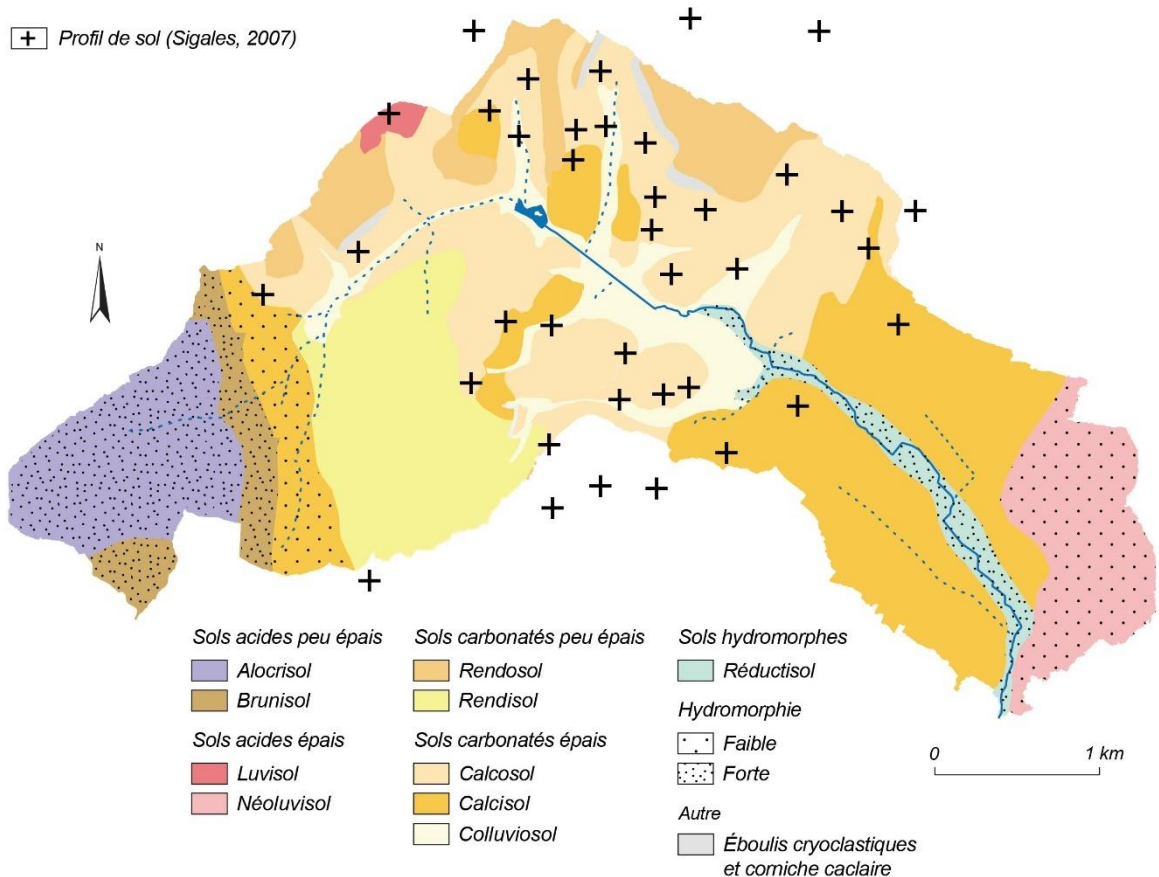 Profil de sol (Sigales, 2007)
N
Sols acides peu épais
Alocrisol
Brunisol
Sols acides épais
Luvisol
Néoluvisol
Sols carbonatés peu épais
Rendosol
Rendisol
Sols carbonatés épais
Calcosol
Calcisol
Colluviosol
Sols hydromorphes
Réductisol
Hydromorphie
Faible
Forte
Autre
Éboulis cryoclastiques
et corniche caclaire
0 1 km